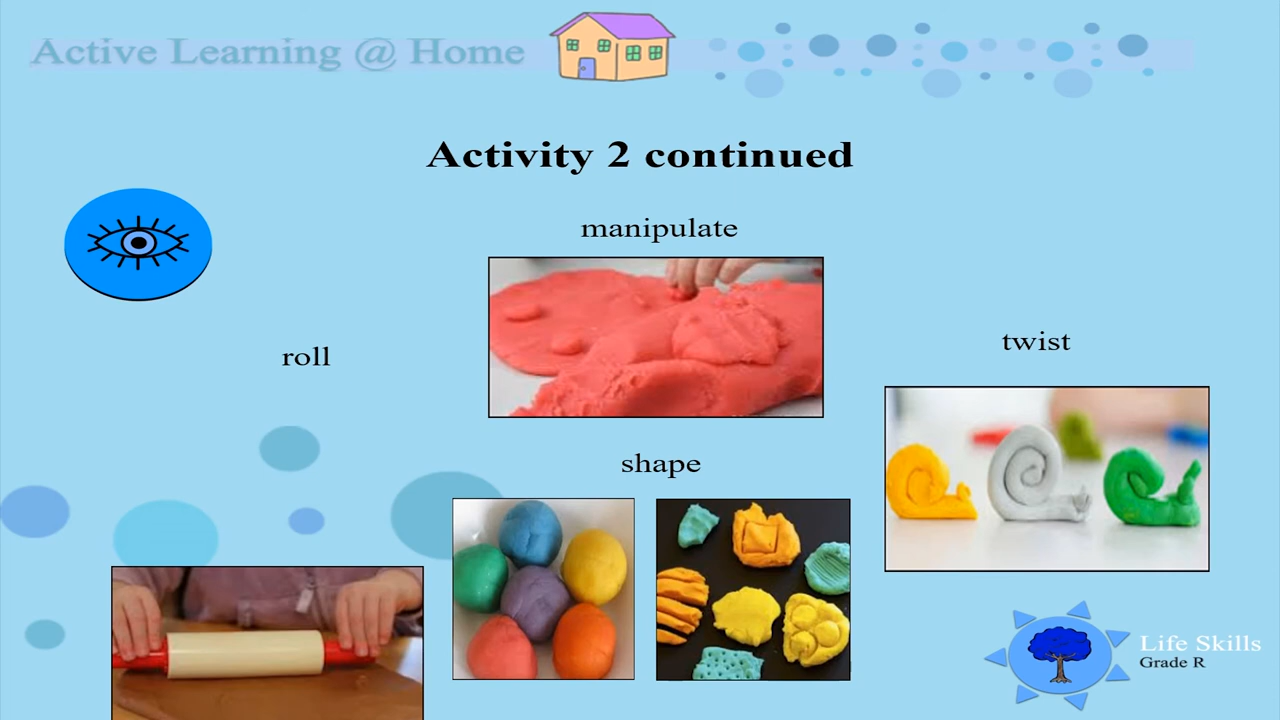 Active Learning @ Home
Activity 2 continued
manipulate
roll
twist
shape
Life Skills
Grade R